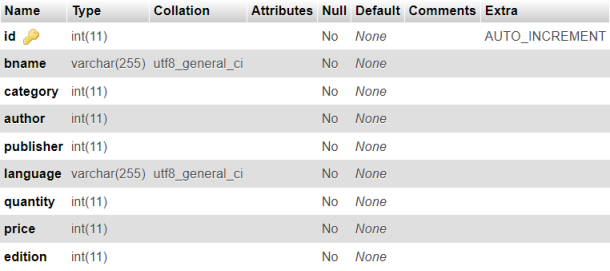 Name Type Collation Attributes Null Default Comments Extra
id int(11) No None AUTO_INCREMENT
bname varchar(255) utf8_general_ci No None
category int(11) No None
author int(11) No None
publisher int(11) No None
language varchar(255) utf8_general_ci No None
quantity int(11) No None
price int(11) No None
edition int(11) No None